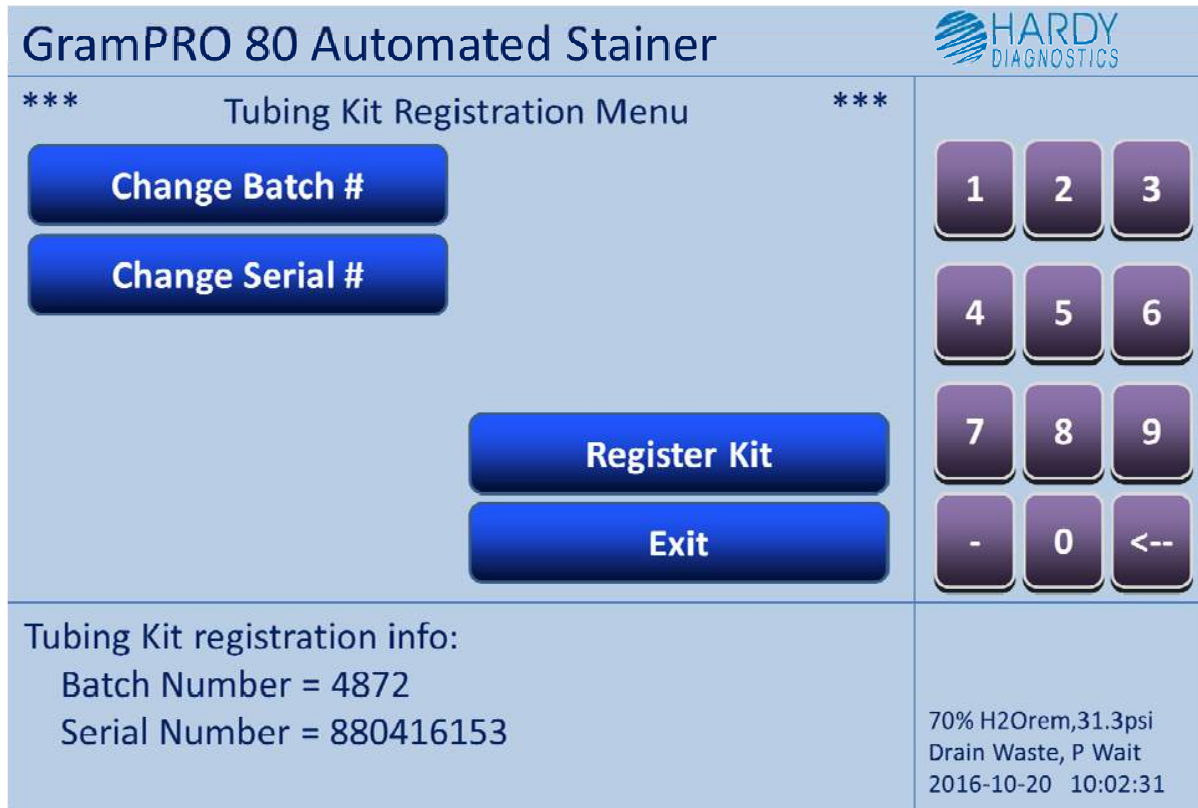 GramPRO 80 Automated Stainer
HARDY
DIAGNOSTICS
*** Tubing Kit Registration Menu ***
Change Batch #
Change Serial #
Register Kit
Exit
1 2 3
4 5 6
7 8 9
- 0 <--
Tubing Kit registration info:
Batch Number = 4872
Serial Number = 880416153
70% H2Orem,31.3psi
Drain Waste, P Wait
2016-10-20 10:02:31